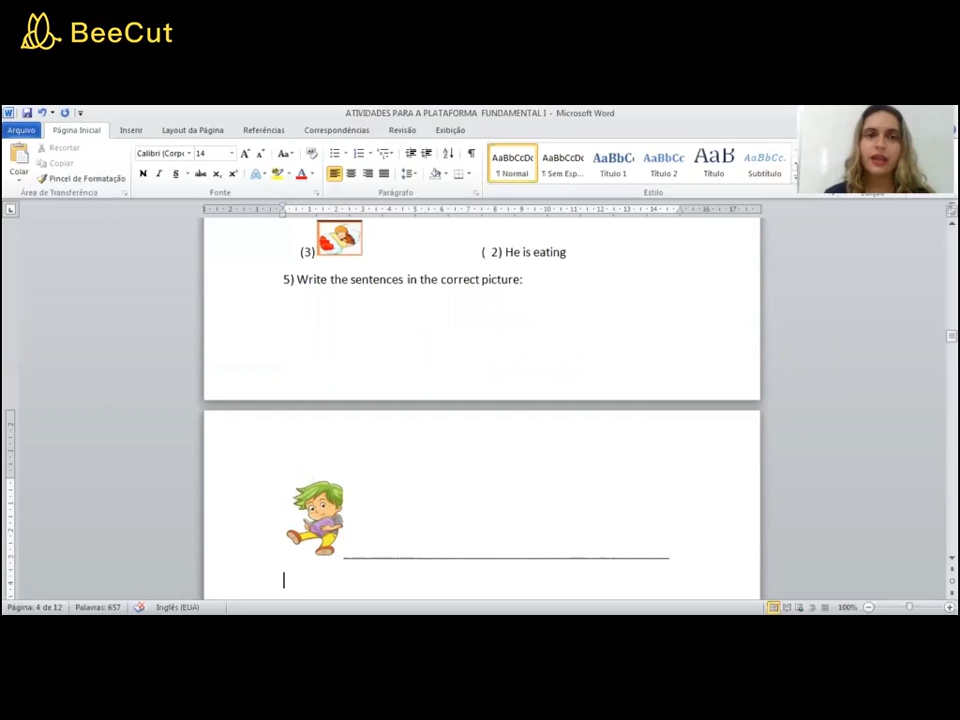 BeeCut
ATIVIDADES PARA A PLATAFORMA FUNDAMENTAL I - Microsoft Word
Arquivo Página Inicial Inserir Layout da Página Referências Correspondências Revisão Exibição
Recortar
Copiar
Pincel de Formatação
Colar
Área de Transferência
Calibri (Corp 14
N I S abc
Fonte
Parágrafo
AaBbCcDc AaBbCcDc AaBbC AaBbCc AaB AaBbCc.
¶ Normal ¶ Sem Esp... Título 1 Título 2 Título Subtítulo
Estilo
(3) ( 2) He is eating
5) Write the sentences in the correct picture:
Página: 4 de 12 Palavras: 657 Inglês (EUA) 100%